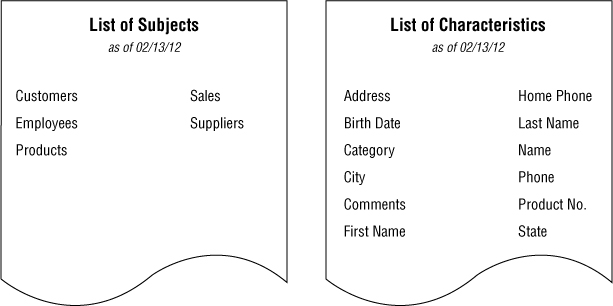 List of Subjects
as of 02/13/12
Customers
Employees
Products
Sales
Suppliers
List of Characteristics
as of 02/13/12
Address
Birth Date
Category
City
Comments
First Name
Home Phone
Last Name
Name
Phone
Product No.
State